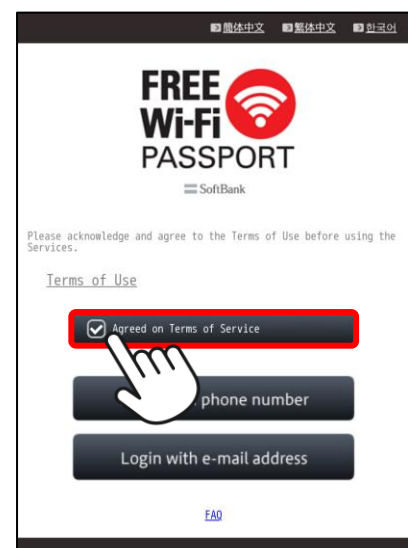 簡体中文 繁体中文 한국어
FREE
Wi-Fi
PASSPORT
SoftBank
Please acknowledge and agree to the Terms of Use before using the
Services.
Terms of Use
Agreed on Terms of Service
phone number
Login with e-mail address
FAQ